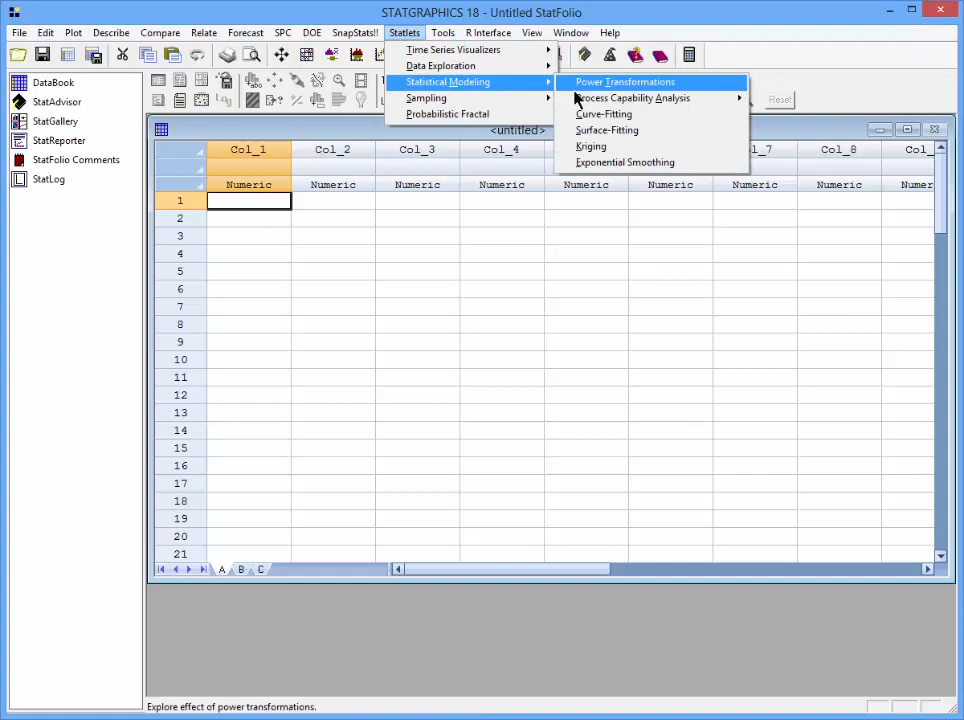 STATGRAPHICS 18 - Untitled StatFolio
File Edit Plot Describe Compare Relate Forecast SPC DOE SnapStats!! Statlets Tools R Interface View Window Help
Time Series Visualizers
Data Exploration
Statistical Modeling
Sampling
Probabilistic Fractal
Power Transformations
Process Capability Analysis
Curve-Fitting
Surface-Fitting
Kriging
Exponential Smoothing
Reset
DataBook
StatAdvisor
StatGallery
StatReporter
StatFolio Comments
StatLog
<untitled>
Col_1 Col_2 Col_3 Col_4 Col_8
Numeric Numeric Numeric Numeric Numeric Numeric Numeric Numeric Numer
1
2
3
4
5
6
7
8
9
10
11
12
13
14
15
16
17
18
19
20
21
A B C
Explore effect of power transformations.